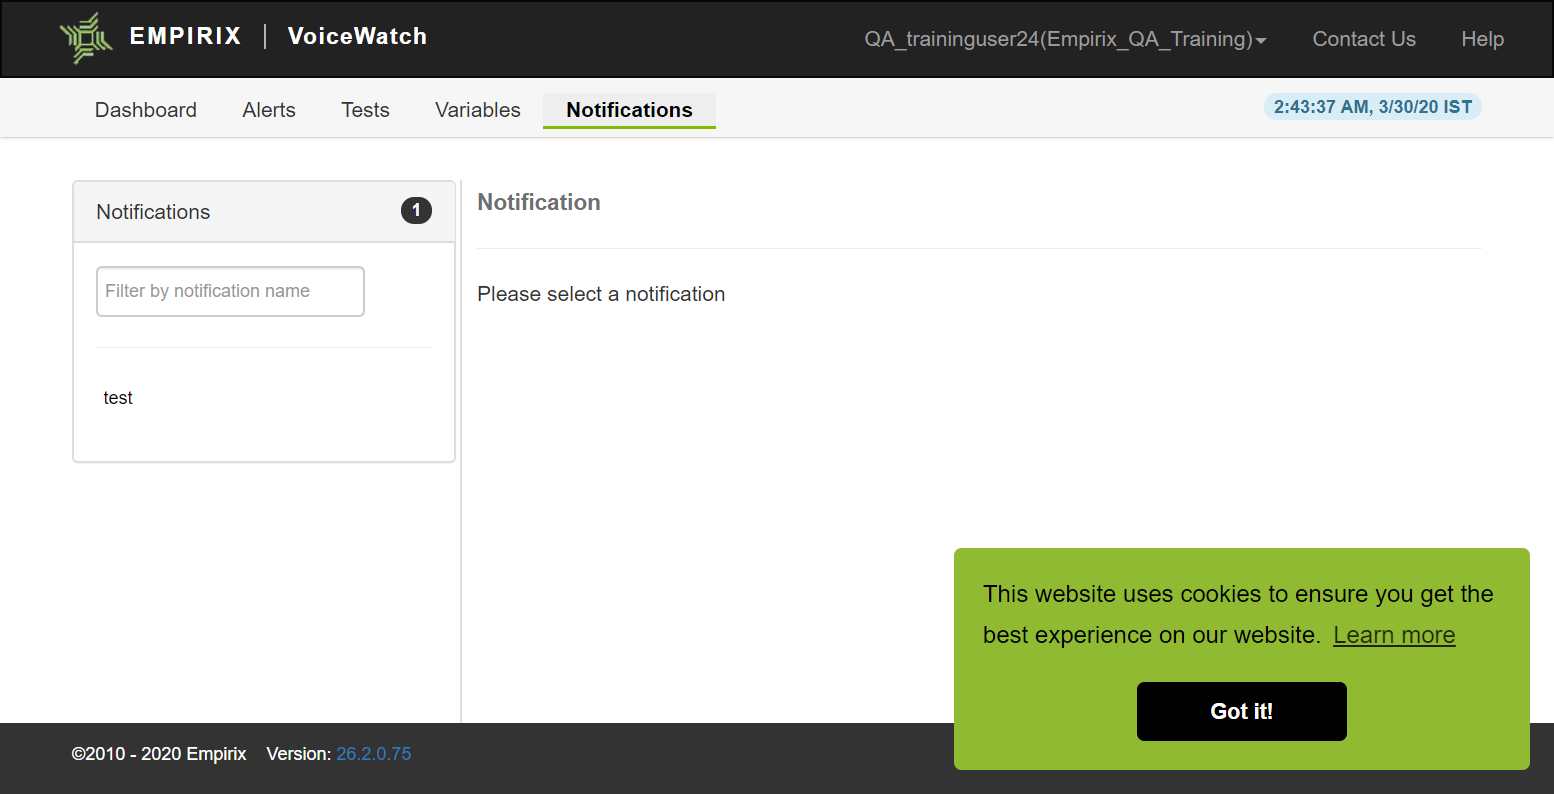 EMPIRIX | VoiceWatch
QA_traininguser24(Empirix_QA_Training)
Contact Us
Help
Dashboard
Alerts
Tests
Variables
Notifications
2:43:37 AM, 3/30/20 IST
Notifications
1
Filter by notification name
test
Notification
Please select a notification
This website uses cookies to ensure you get the
best experience on our website. Learn more
Got it!
©2010 - 2020 Empirix Version: 26.2.0.75